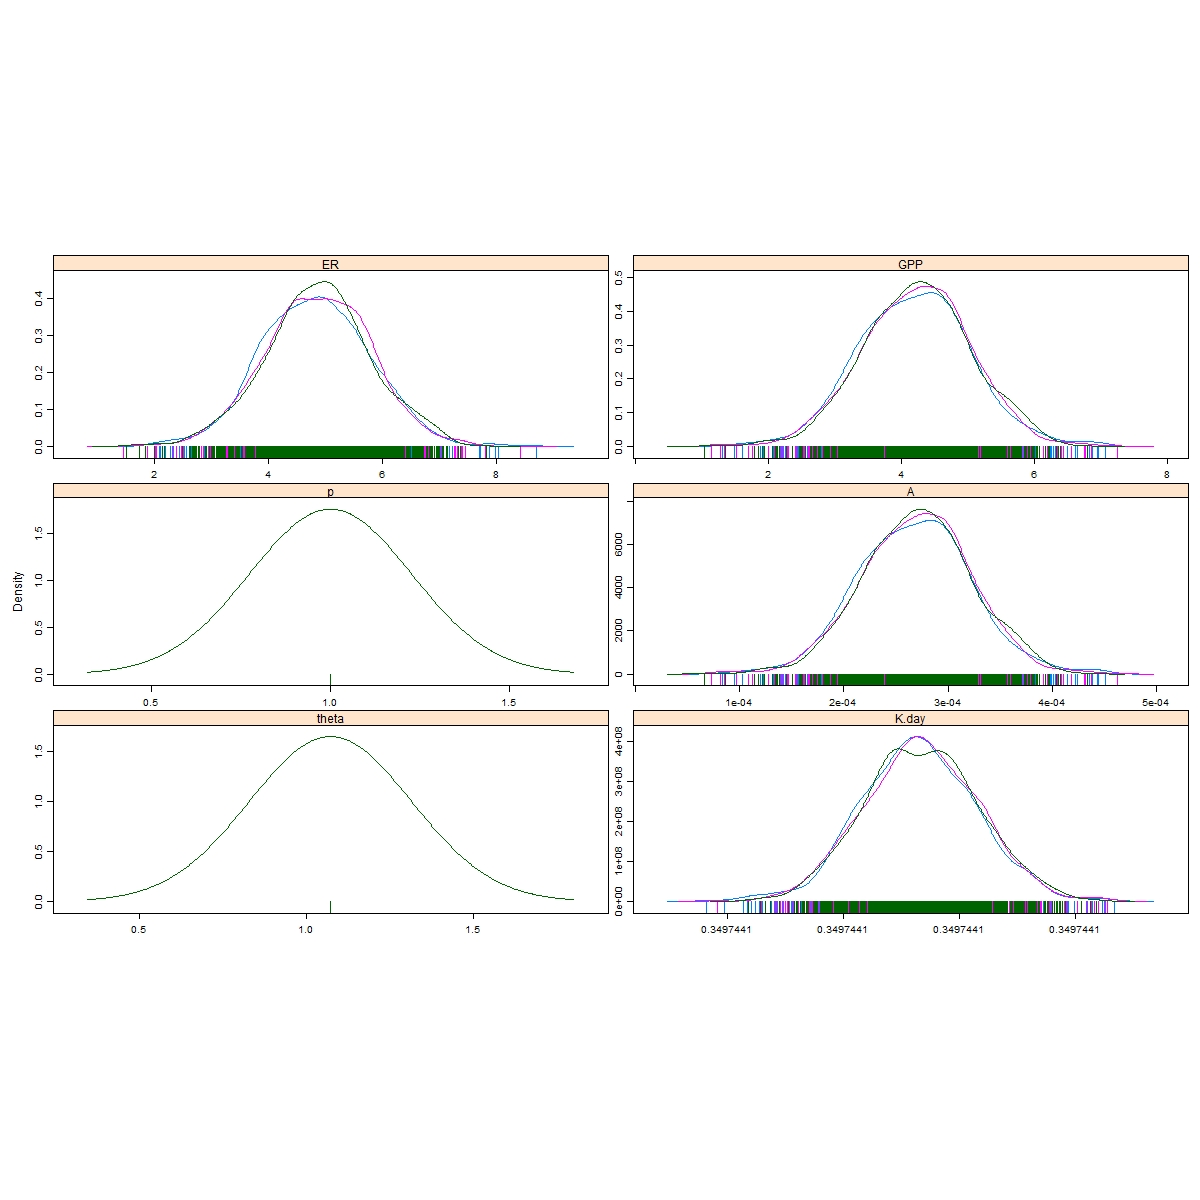 ER
GPP
0.0 0.1 0.2 0.3 0.4
2 4 6 8
0.0 0.1 0.2 0.3 0.4 0.5
2 4 6 8
p
A
0.0 0.5 1.0 1.5
0.5 1.0 1.5
0 2000 4000 6000
1e-04 2e-04 3e-04 4e-04 5e-04
Density
theta
K.day
0.0 0.5 1.0 1.5
0.5 1.0 1.5
0e+00 1e+08 2e+08 3e+08 4e+08
0.3497441 0.3497441 0.3497441 0.3497441